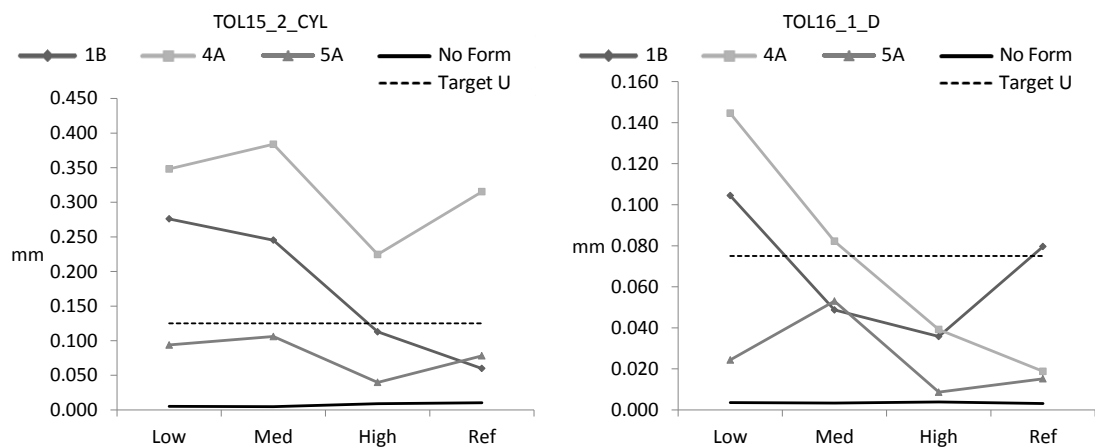 TOL15_2_CYL
1B 4A 5A No Form
Target U
0.450
0.400
0.350
0.300
0.250
0.200
0.150
0.100
0.050
0.000
mm
Low Med High Ref
TOL16_1_D
1B 4A 5A No Form
Target U
0.160
0.140
0.120
0.100
0.080
0.060
0.040
0.020
0.000
mm
Low Med High Ref